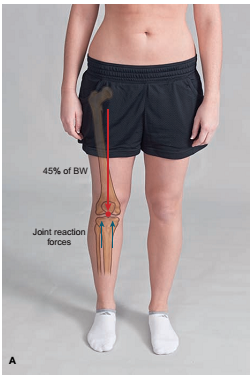 45% of BW
Joint reaction
forces
A